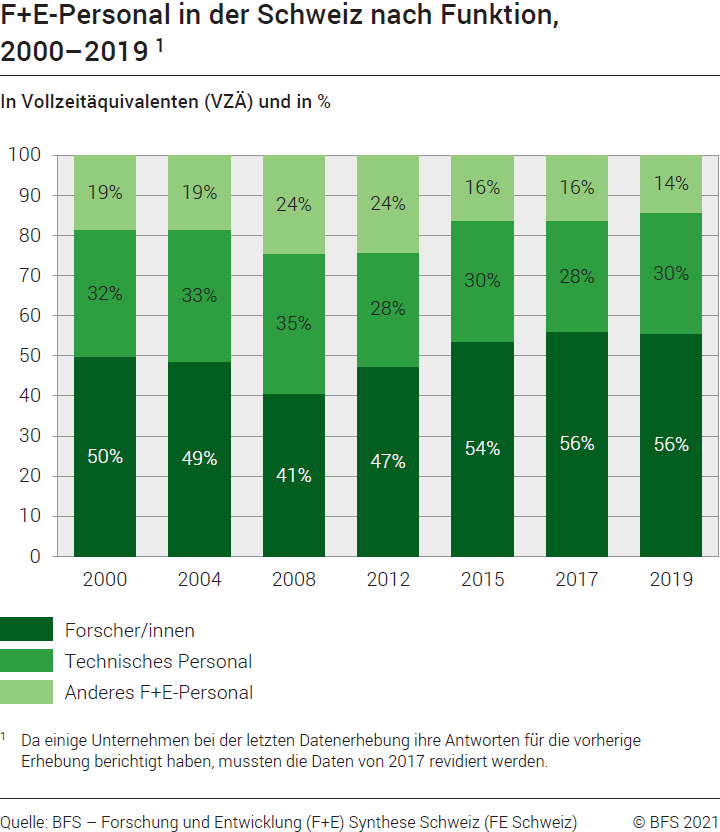 F+E-Personal in der Schweiz nach Funktion,
2000–2019 ¹
In Vollzeitäquivalenten (VZÄ) und in %
100
90
80
70
60
50
40
30
20
10
0
19% 19% 24% 24% 16% 16% 14%
32% 33% 35% 28% 30% 28% 30%
50% 49% 41% 47% 54% 56% 56%
2000 2004 2008 2012 2015 2017 2019
Forscher/innen
Technisches Personal
Anderes F+E-Personal
¹ Da einige Unternehmen bei der letzten Datenerhebung ihre Antworten für die vorherige
Erhebung berichtigt haben, mussten die Daten von 2017 revidiert werden.
Quelle: BFS – Forschung und Entwicklung (F+E) Synthese Schweiz (FE Schweiz) © BFS 2021